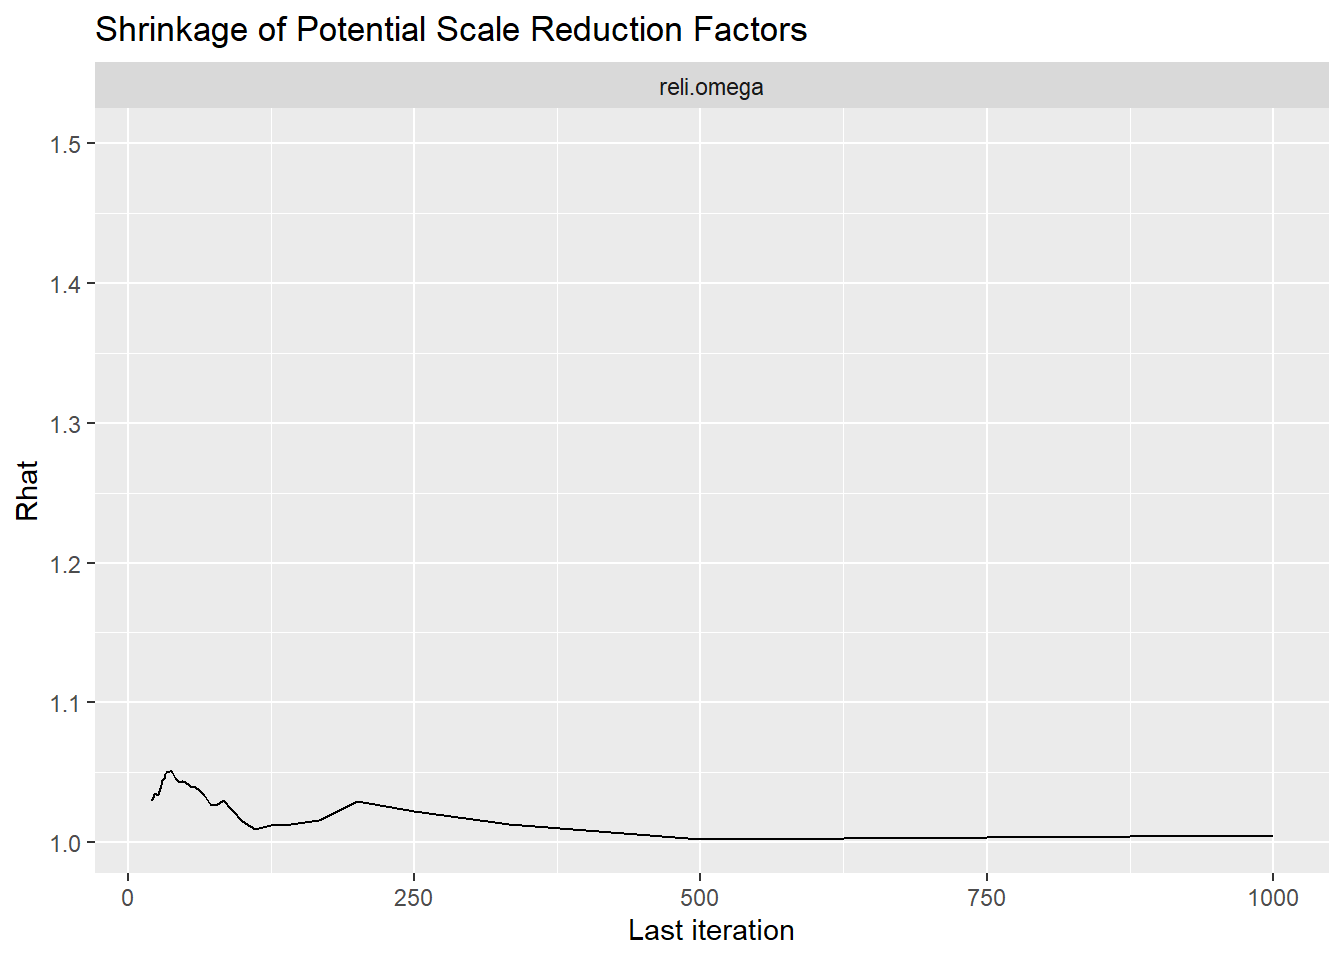 Shrinkage of Potential Scale Reduction Factors
reli.omega
1.5
1.4
1.3
1.2
1.1
1.0
Rhat
0 250 500 750 1000
Last iteration